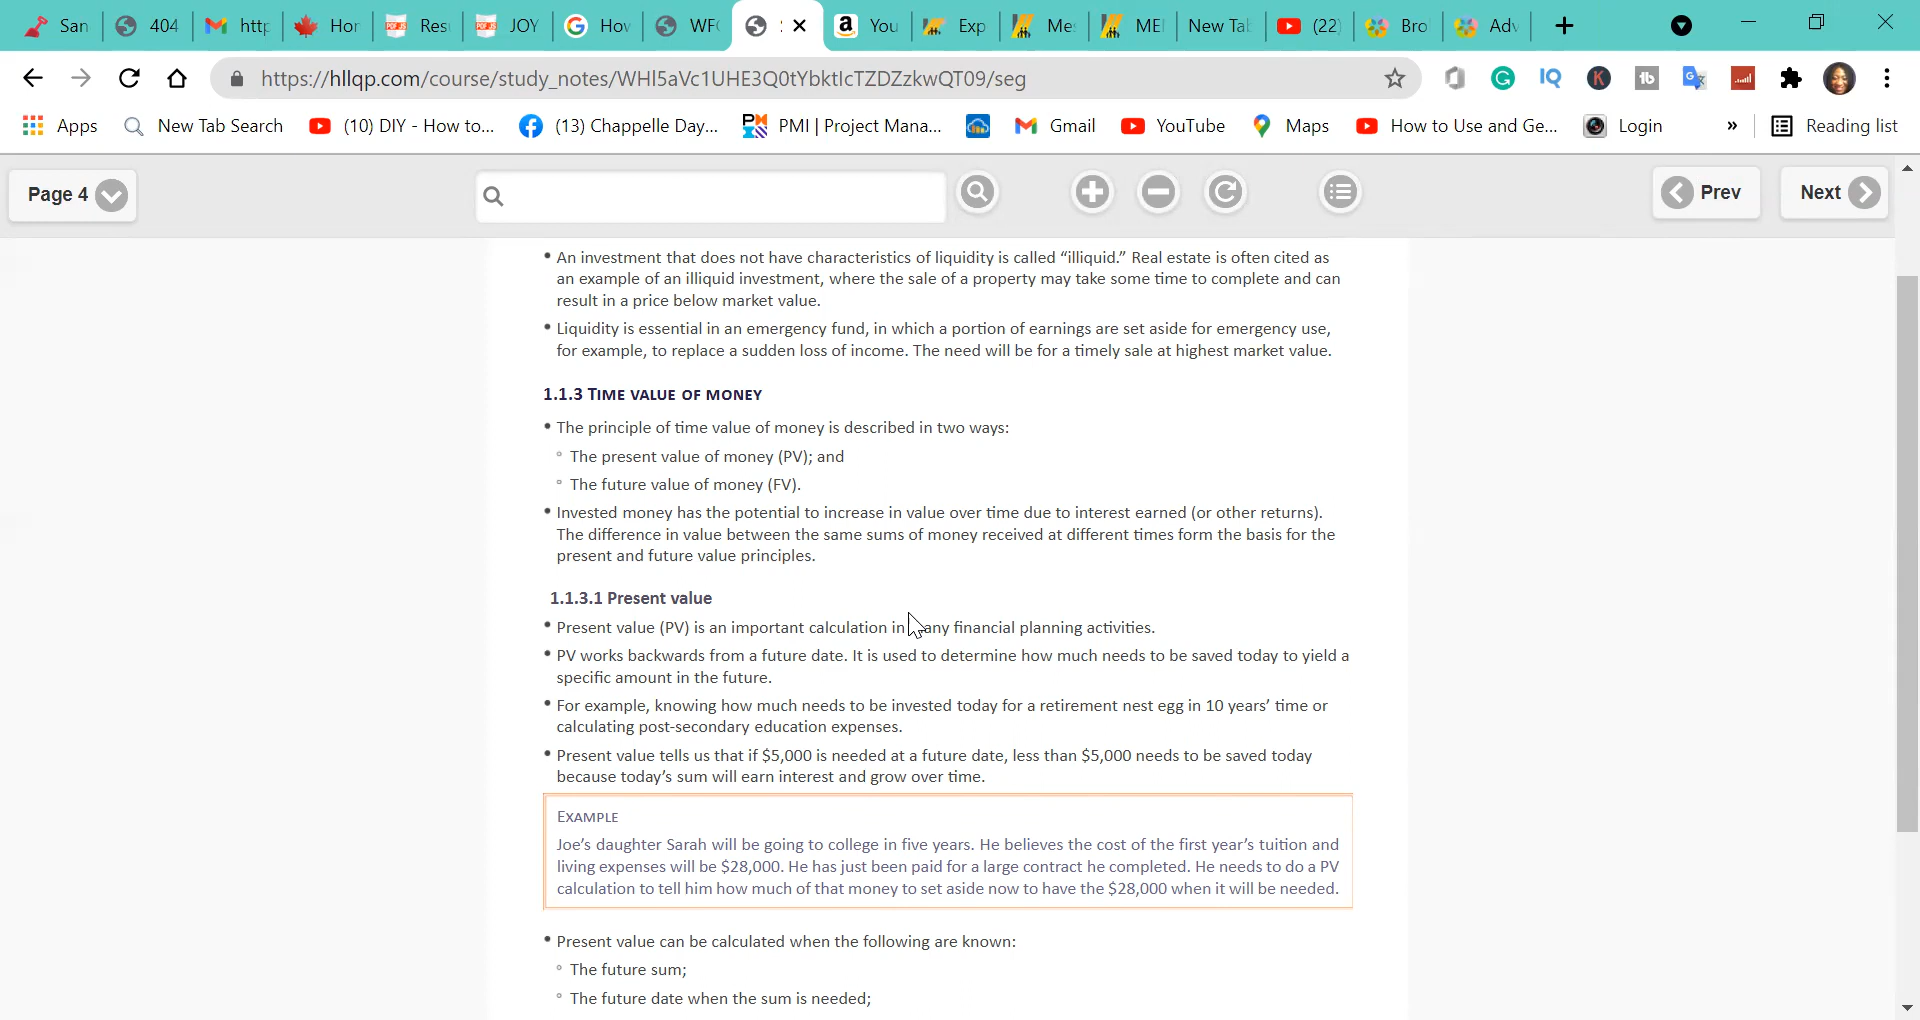 San
404
http
Hor
Res
JOY
Hov
WFC
:
You
Exp
Me
ME
New Tab
(22)
Bro
Adv
https://hllqp.com/course/study_notes/WHl5aVc1UHE3Q0tYbktIcTZDZzkwQT09/seg
Apps
New Tab Search
(10) DIY - How to...
(13) Chappelle Day...
PMI | Project Mana...
Gmail
YouTube
Maps
How to Use and Ge...
Login
»
Reading list
Page 4
Prev
Next
• An investment that does not have characteristics of liquidity is called “illiquid.” Real estate is often cited as
an example of an illiquid investment, where the sale of a property may take some time to complete and can
result in a price below market value.
• Liquidity is essential in an emergency fund, in which a portion of earnings are set aside for emergency use,
for example, to replace a sudden loss of income. The need will be for a timely sale at highest market value.
1.1.3 TIME VALUE OF MONEY
• The principle of time value of money is described in two ways:
◦ The present value of money (PV); and
◦ The future value of money (FV).
• Invested money has the potential to increase in value over time due to interest earned (or other returns).
The difference in value between the same sums of money received at different times form the basis for the
present and future value principles.
1.1.3.1 Present value
• Present value (PV) is an important calculation in any financial planning activities.
• PV works backwards from a future date. It is used to determine how much needs to be saved today to yield a
specific amount in the future.
• For example, knowing how much needs to be invested today for a retirement nest egg in 10 years’ time or
calculating post-secondary education expenses.
• Present value tells us that if $5,000 is needed at a future date, less than $5,000 needs to be saved today
because today’s sum will earn interest and grow over time.
EXAMPLE
Joe’s daughter Sarah will be going to college in five years. He believes the cost of the first year’s tuition and
living expenses will be $28,000. He has just been paid for a large contract he completed. He needs to do a PV
calculation to tell him how much of that money to set aside now to have the $28,000 when it will be needed.
• Present value can be calculated when the following are known:
◦ The future sum;
◦ The future date when the sum is needed;